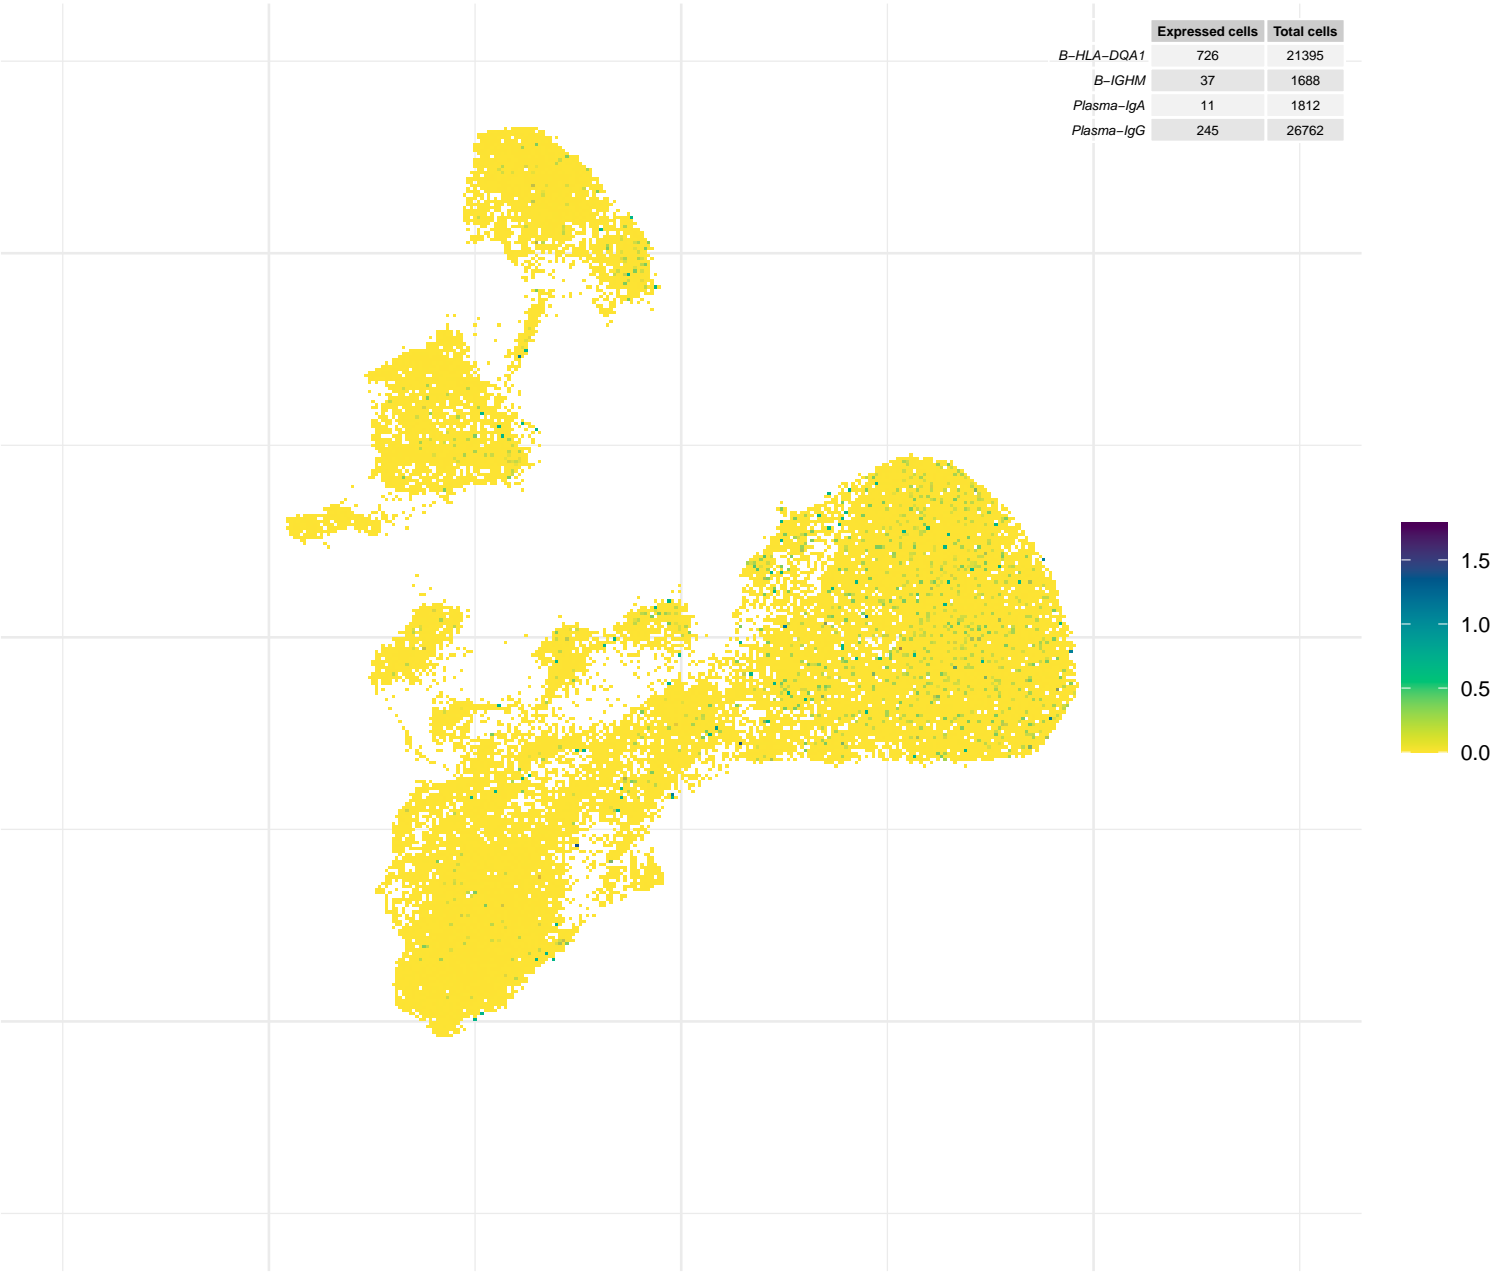 Expressed cells Total cells
B−HLA−DQA1 726 21395
B−IGHM 37 1688
Plasma−IgA 11 1812
Plasma−IgG 245 26762
1.5
1.0
0.5
0.0